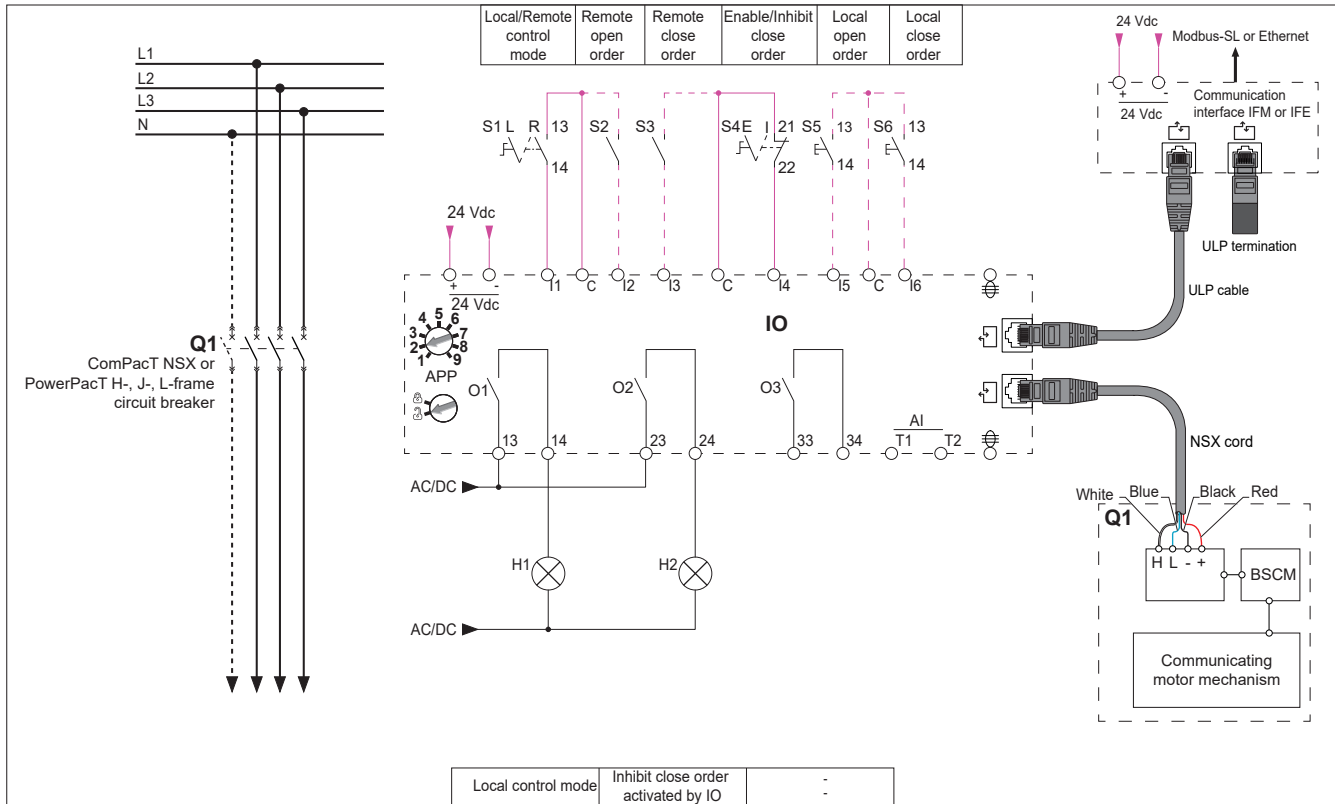 Local/Remote control mode
Remote open order
Remote close order
Enable/Inhibit close order
Local open order
Local close order
24 Vdc
Modbus-SL or Ethernet
+ -
24 Vdc
Communication interface IFM or IFE
ULP termination
ULP cable
L1
L2
L3
N
S1 L R 13
14
S2
S3
S4 E I 21
22
S5 13
14
S6 13
14
24 Vdc
+ -
24 Vdc
I1
C
I2
I3
C
I4
I5
C
I6
IO
1 2 3 4 5 6 7 8 9
APP
O1
O2
O3
AI
T1 T2
13
14
23
24
33
34
Q1
ComPacT NSX or
PowerPacT H-, J-, L-frame
circuit breaker
AC/DC
H1
H2
AC/DC
NSX cord
White
Blue
Black
Red
Q1
H L - +
BSCM
Communicating
motor mechanism
Local control mode
Inhibit close order
activated by IO
-
-